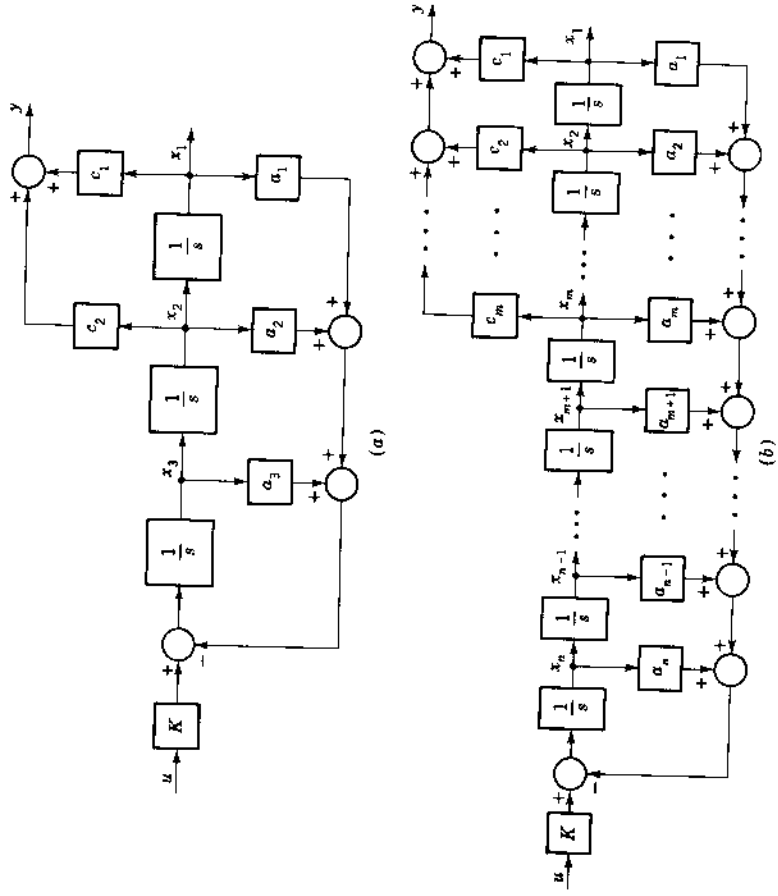 y
+
+
c₂
c₁
u
K
+
−
1/s
x₃
1/s
x₂
1/s
x₁
a₃
a₂
a₁
+
+
+
+
(a)
y
+
+
+
+
cₘ
c₂
c₁
u
K
+
−
1/s
xₙ
1/s
xₙ₋₁
1/s
xₘ₊₁
1/s
xₘ
1/s
x₂
1/s
x₁
aₙ
aₙ₋₁
aₘ₊₁
aₘ
a₂
a₁
+
+
+
+
+
+
+
+
+
+
(b)